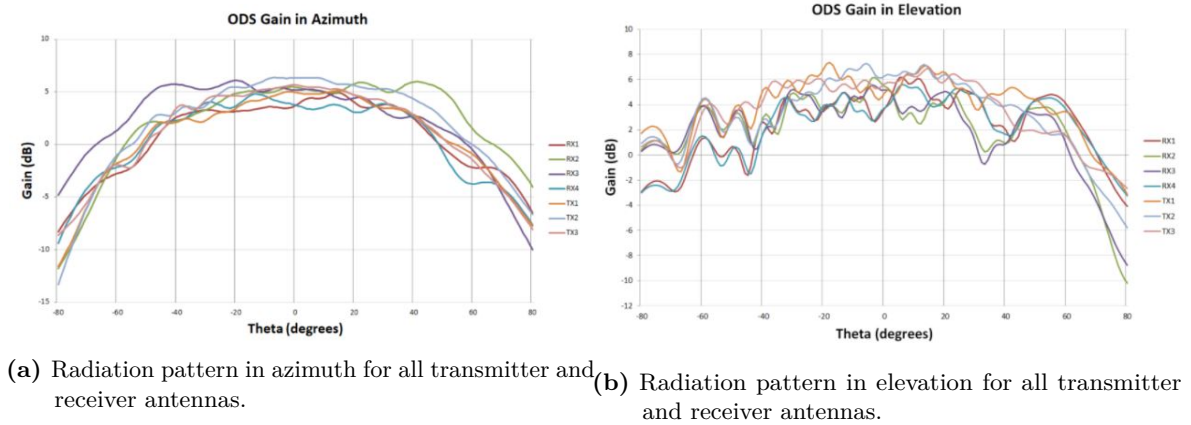 ODS Gain in Azimuth
10
5
0
-5
-10
-15
Gain (dB)
-80
-60
-40
-20
0
20
40
60
80
Theta (degrees)
RX1
RX2
RX3
RX4
TX1
TX2
TX3
(a) Radiation pattern in azimuth for all transmitter and
receiver antennas.
ODS Gain in Elevation
10
8
6
4
2
0
-2
-4
-6
-8
-10
-12
Gain (dB)
-80
-60
-40
-20
0
20
40
60
80
Theta (degrees)
RX1
RX2
RX3
RX4
TX1
TX2
TX3
(b) Radiation pattern in elevation for all transmitter
and receiver antennas.